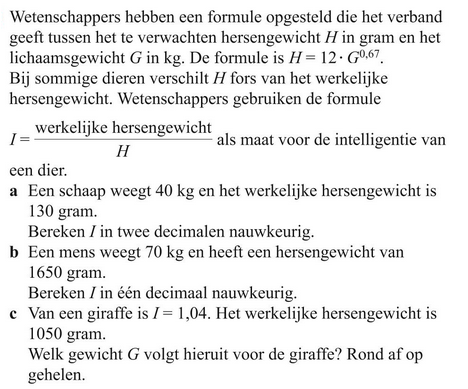 Wetenschappers hebben een formule opgesteld die het verband
geeft tussen het te verwachten hersengewicht H in gram en het
lichaamsgewicht G in kg. De formule is H = 12 · G^0,67.
Bij sommige dieren verschilt H fors van het werkelijke
hersengewicht. Wetenschappers gebruiken de formule
I = werkelijke hersengewicht / H als maat voor de intelligentie van
een dier.
a Een schaap weegt 40 kg en het werkelijke hersengewicht is
130 gram.
Bereken I in twee decimalen nauwkeurig.
b Een mens weegt 70 kg en heeft een hersengewicht van
1650 gram.
Bereken I in één decimaal nauwkeurig.
c Van een giraffe is I = 1,04. Het werkelijke hersengewicht is
1050 gram.
Welk gewicht G volgt hieruit voor de giraffe? Rond af op
gehelen.